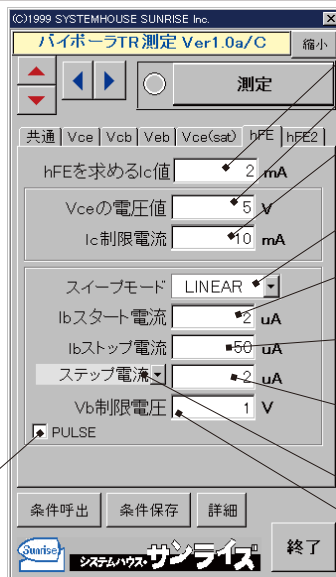 (C)1999 SYSTEMHOUSE SUNRISE Inc.
バイポーラTR測定 Ver1.0a/C 縮小
測定
共通 Vce Vcb Veb Vce(sat) hFE hFE2
hFEを求めるIc値 2 mA
Vceの電圧値 5 V
Ic制限電流 10 mA
スイープモード LINEAR
Ibスタート電流 2 uA
Ibストップ電流 50 uA
ステップ電流 2 uA
Vb制限電圧 1 V
PULSE
条件呼出 条件保存 詳細
Sunrise システムハウス・サンライズ 終了